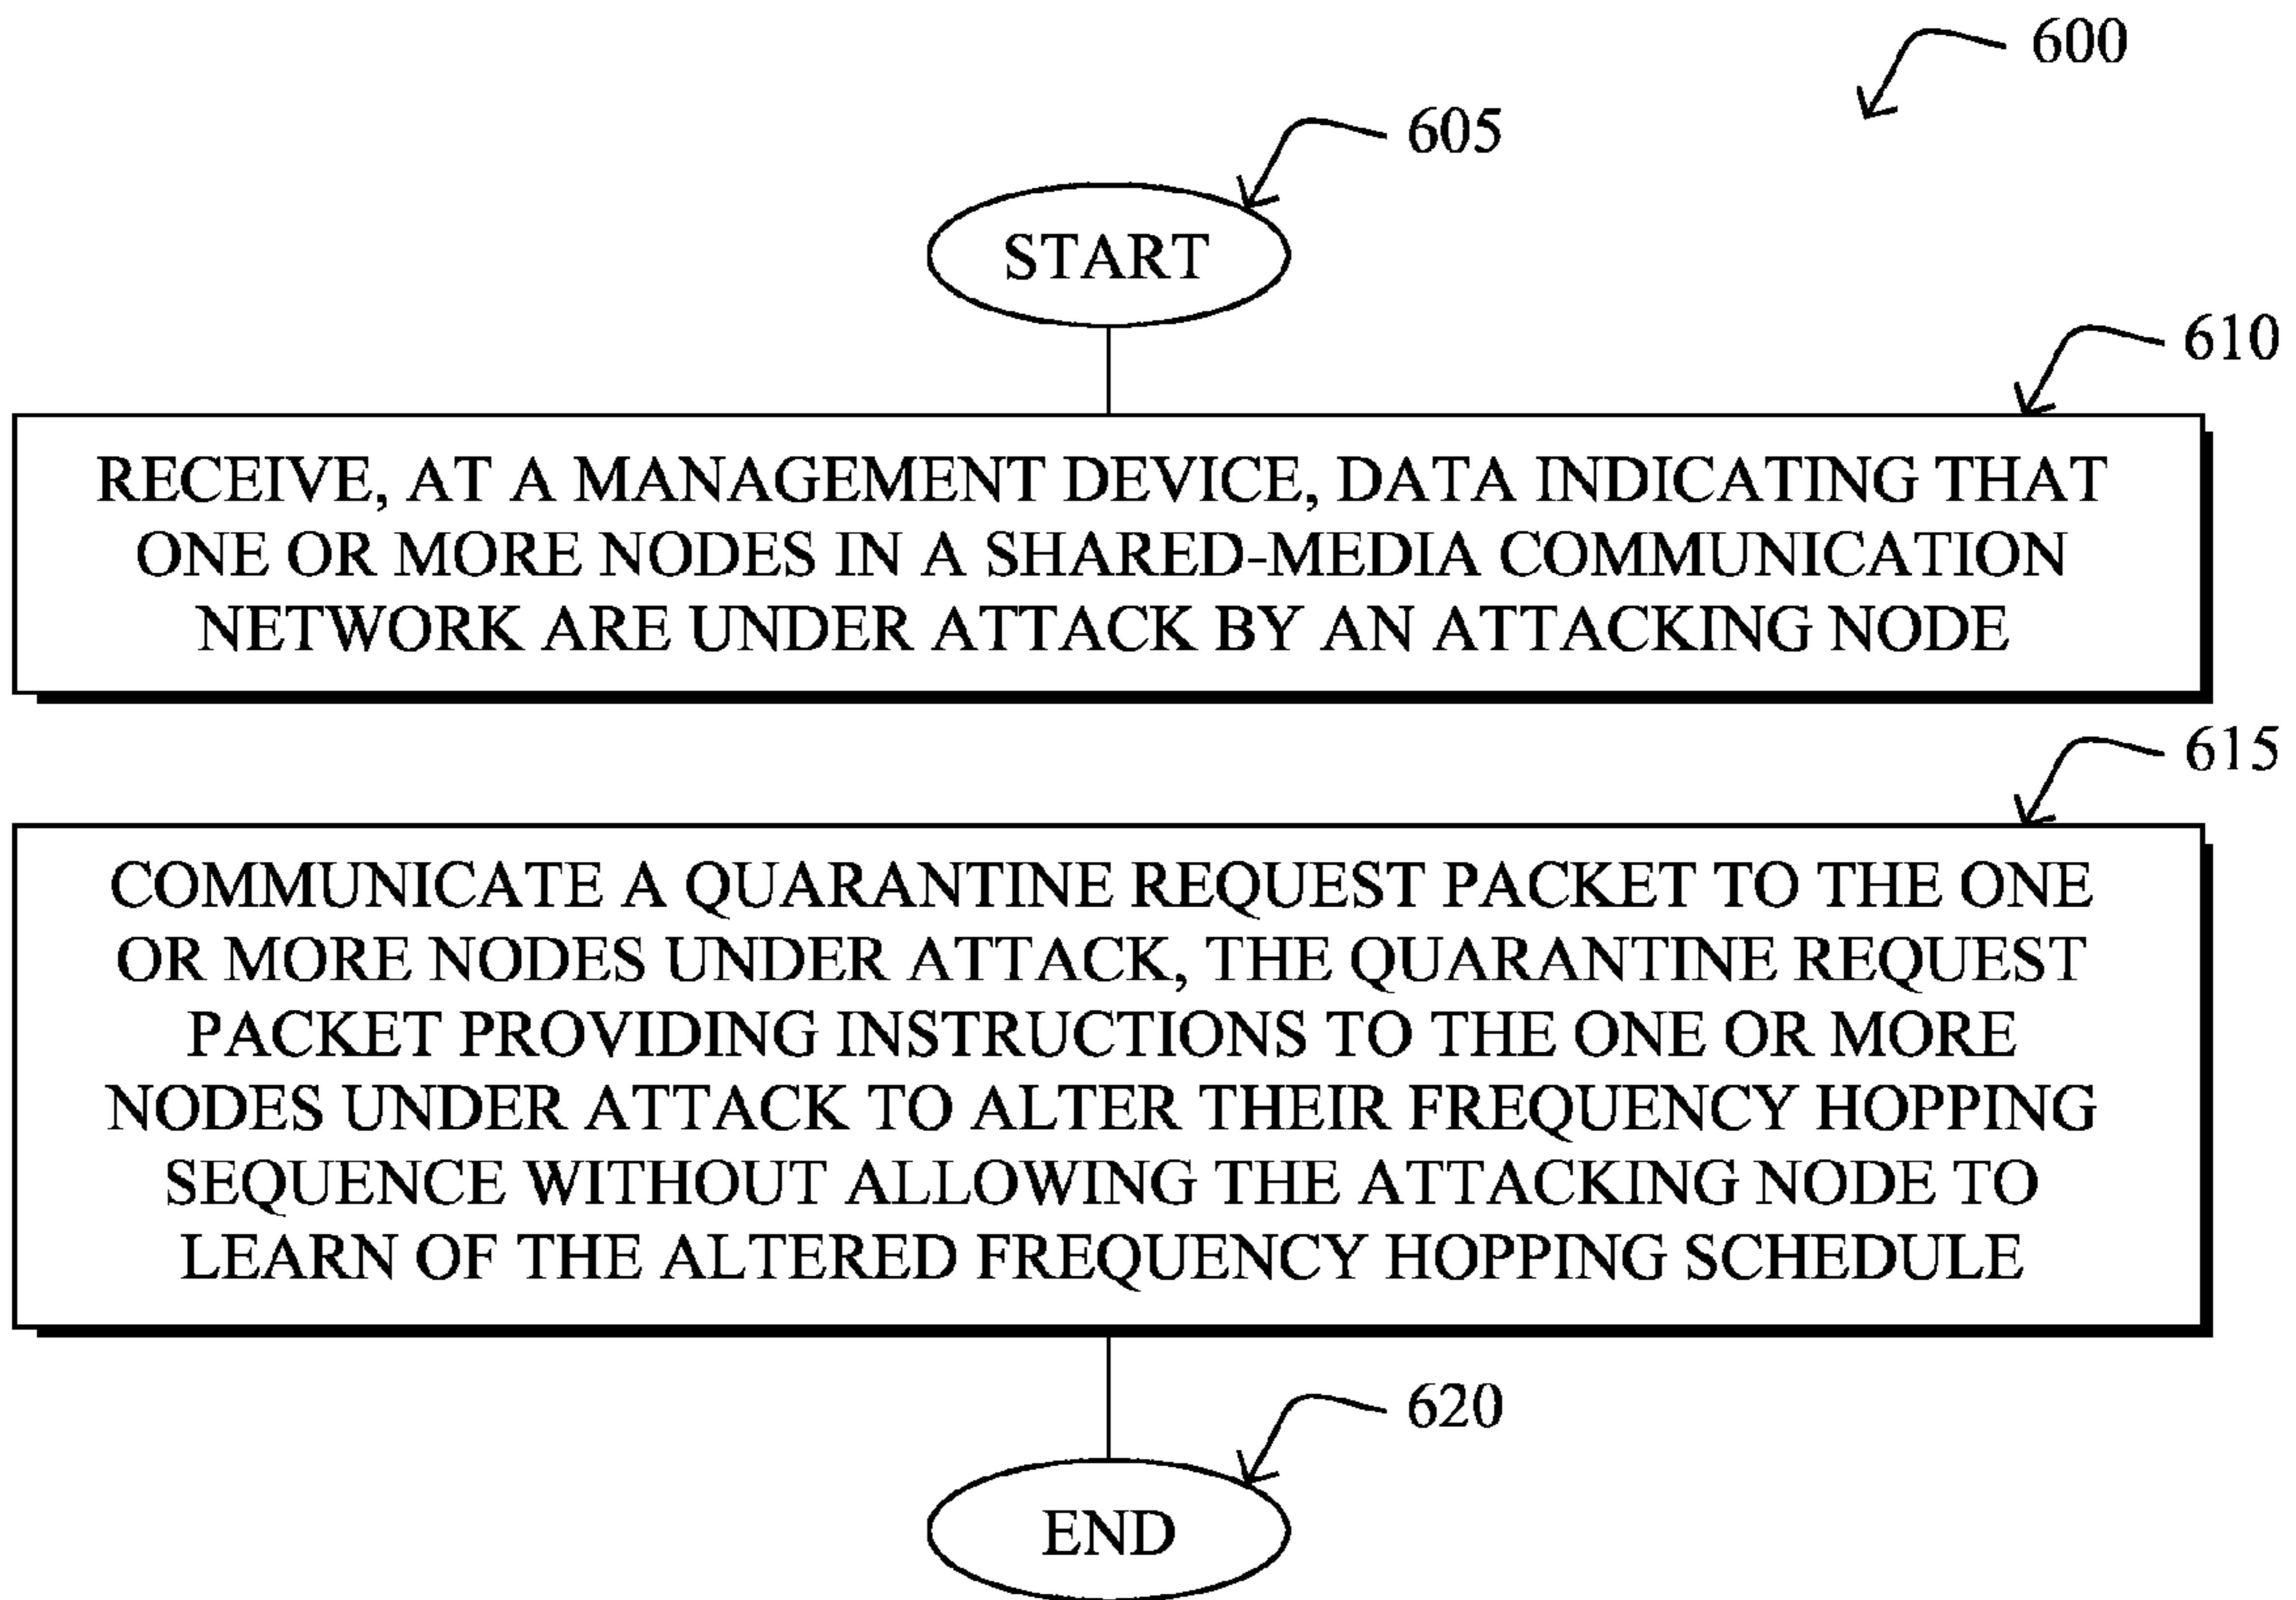 600
605
START
610
RECEIVE, AT A MANAGEMENT DEVICE, DATA INDICATING THAT
ONE OR MORE NODES IN A SHARED-MEDIA COMMUNICATION
NETWORK ARE UNDER ATTACK BY AN ATTACKING NODE
615
COMMUNICATE A QUARANTINE REQUEST PACKET TO THE ONE
OR MORE NODES UNDER ATTACK, THE QUARANTINE REQUEST
PACKET PROVIDING INSTRUCTIONS TO THE ONE OR MORE
NODES UNDER ATTACK TO ALTER THEIR FREQUENCY HOPPING
SEQUENCE WITHOUT ALLOWING THE ATTACKING NODE TO
LEARN OF THE ALTERED FREQUENCY HOPPING SCHEDULE
620
END